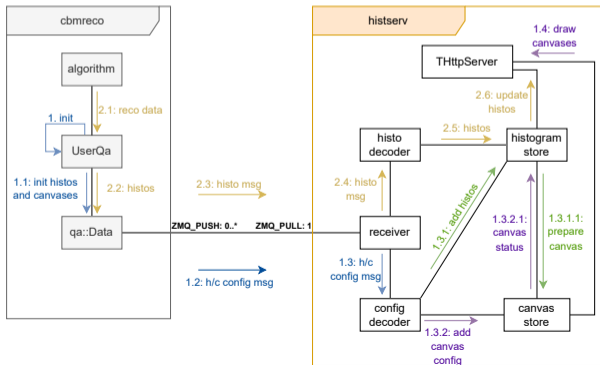 cbmreco
histserv
algorithm
2.1: reco data
1. init
UserQa
1.1: init histos
and canvases
2.2: histos
qa::Data
2.3: histo msg
ZMQ_PUSH: 0..*
ZMQ_PULL: 1
1.2: h/c config msg
1.4: draw
canvases
THttpServer
2.6: update
histos
2.5: histos
histo
decoder
histogram
store
2.4: histo
msg
1.3.1: add histos
1.3.2.1:
canvas
status
1.3.1.1:
prepare
canvas
receiver
1.3: h/c
config msg
config
decoder
canvas
store
1.3.2: add
canvas
config